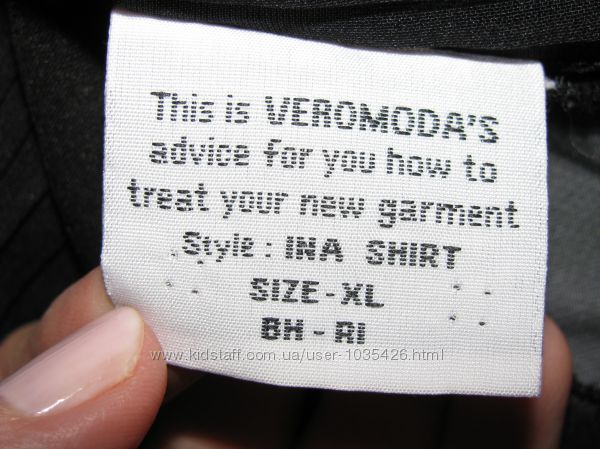 This is VEROMODA'S
advice for you how to
treat your new garment
Style : INA SHIRT
SIZE - XL
BH - RI
www.kidstaff.com.ua/user-1035426.html